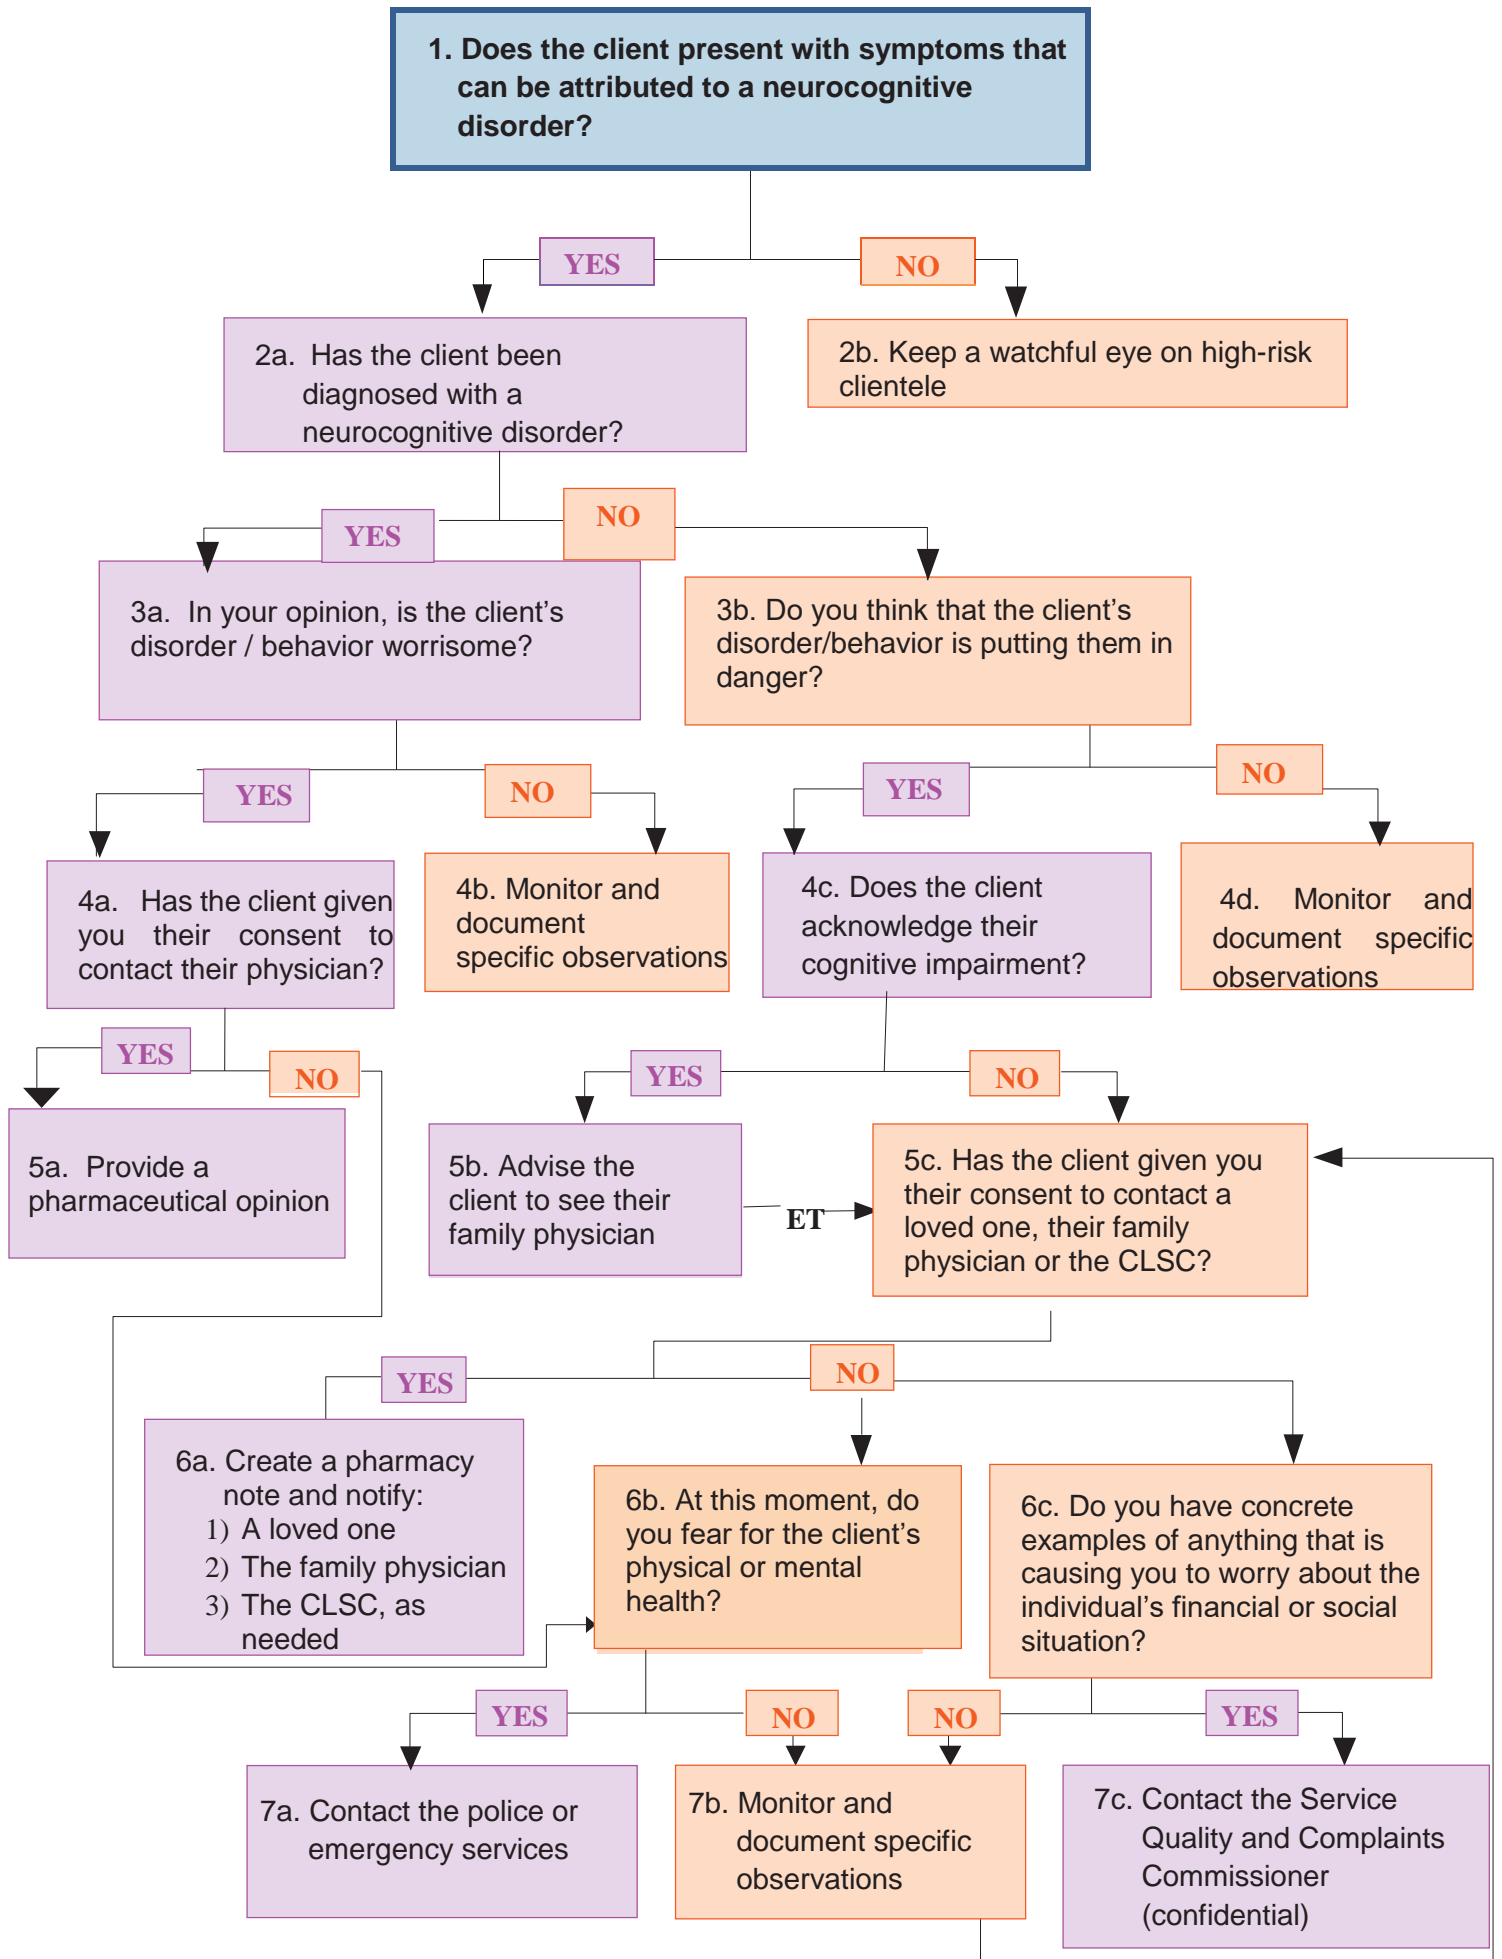 1. Does the client present with symptoms that
can be attributed to a neurocognitive
disorder?
YES
NO
2a. Has the client been
diagnosed with a
neurocognitive disorder?
2b. Keep a watchful eye on high-risk
clientele
YES
NO
3a. In your opinion, is the client's
disorder / behavior worrisome?
3b. Do you think that the client's
disorder/behavior is putting them in
danger?
YES
NO
YES
NO
4a. Has the client given
you their consent to
contact their physician?
4b. Monitor and
document
specific observations
4c. Does the client
acknowledge their
cognitive impairment?
4d. Monitor and
document specific
observations
YES
NO
YES
NO
5a. Provide a
pharmaceutical opinion
5b. Advise the
client to see their
family physician
ET
5c. Has the client given you
their consent to contact a
loved one, their family
physician or the CLSC?
YES
NO
6a. Create a pharmacy
note and notify:
1) A loved one
2) The family physician
3) The CLSC, as
needed
6b. At this moment, do
you fear for the client's
physical or mental
health?
6c. Do you have concrete
examples of anything that is
causing you to worry about the
individual's financial or social
situation?
YES
NO
NO
YES
7a. Contact the police or
emergency services
7b. Monitor and
document specific
observations
7c. Contact the Service
Quality and Complaints
Commissioner
(confidential)